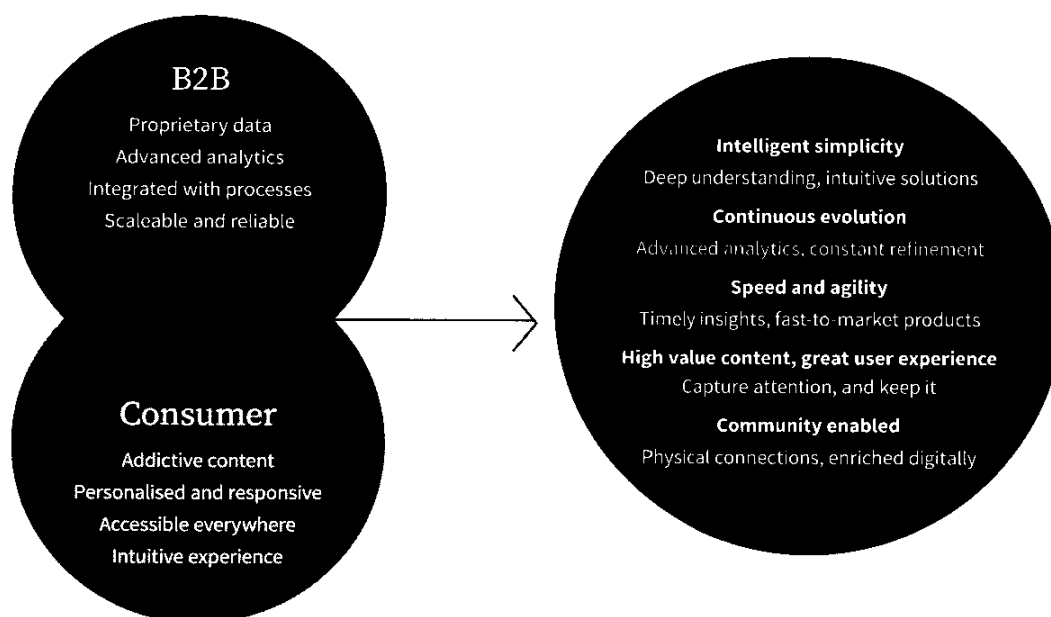 B2B
Proprietary data
Advanced analytics
Integrated with processes
Scaleable and reliable
Consumer
Addictive content
Personalised and responsive
Accessible everywhere
Intuitive experience
Intelligent simplicity
Deep understanding, intuitive solutions
Continuous evolution
Advanced analytics, constant refinement
Speed and agility
Timely insights, fast-to-market products
High value content, great user experience
Capture attention, and keep it
Community enabled
Physical connections, enriched digitally